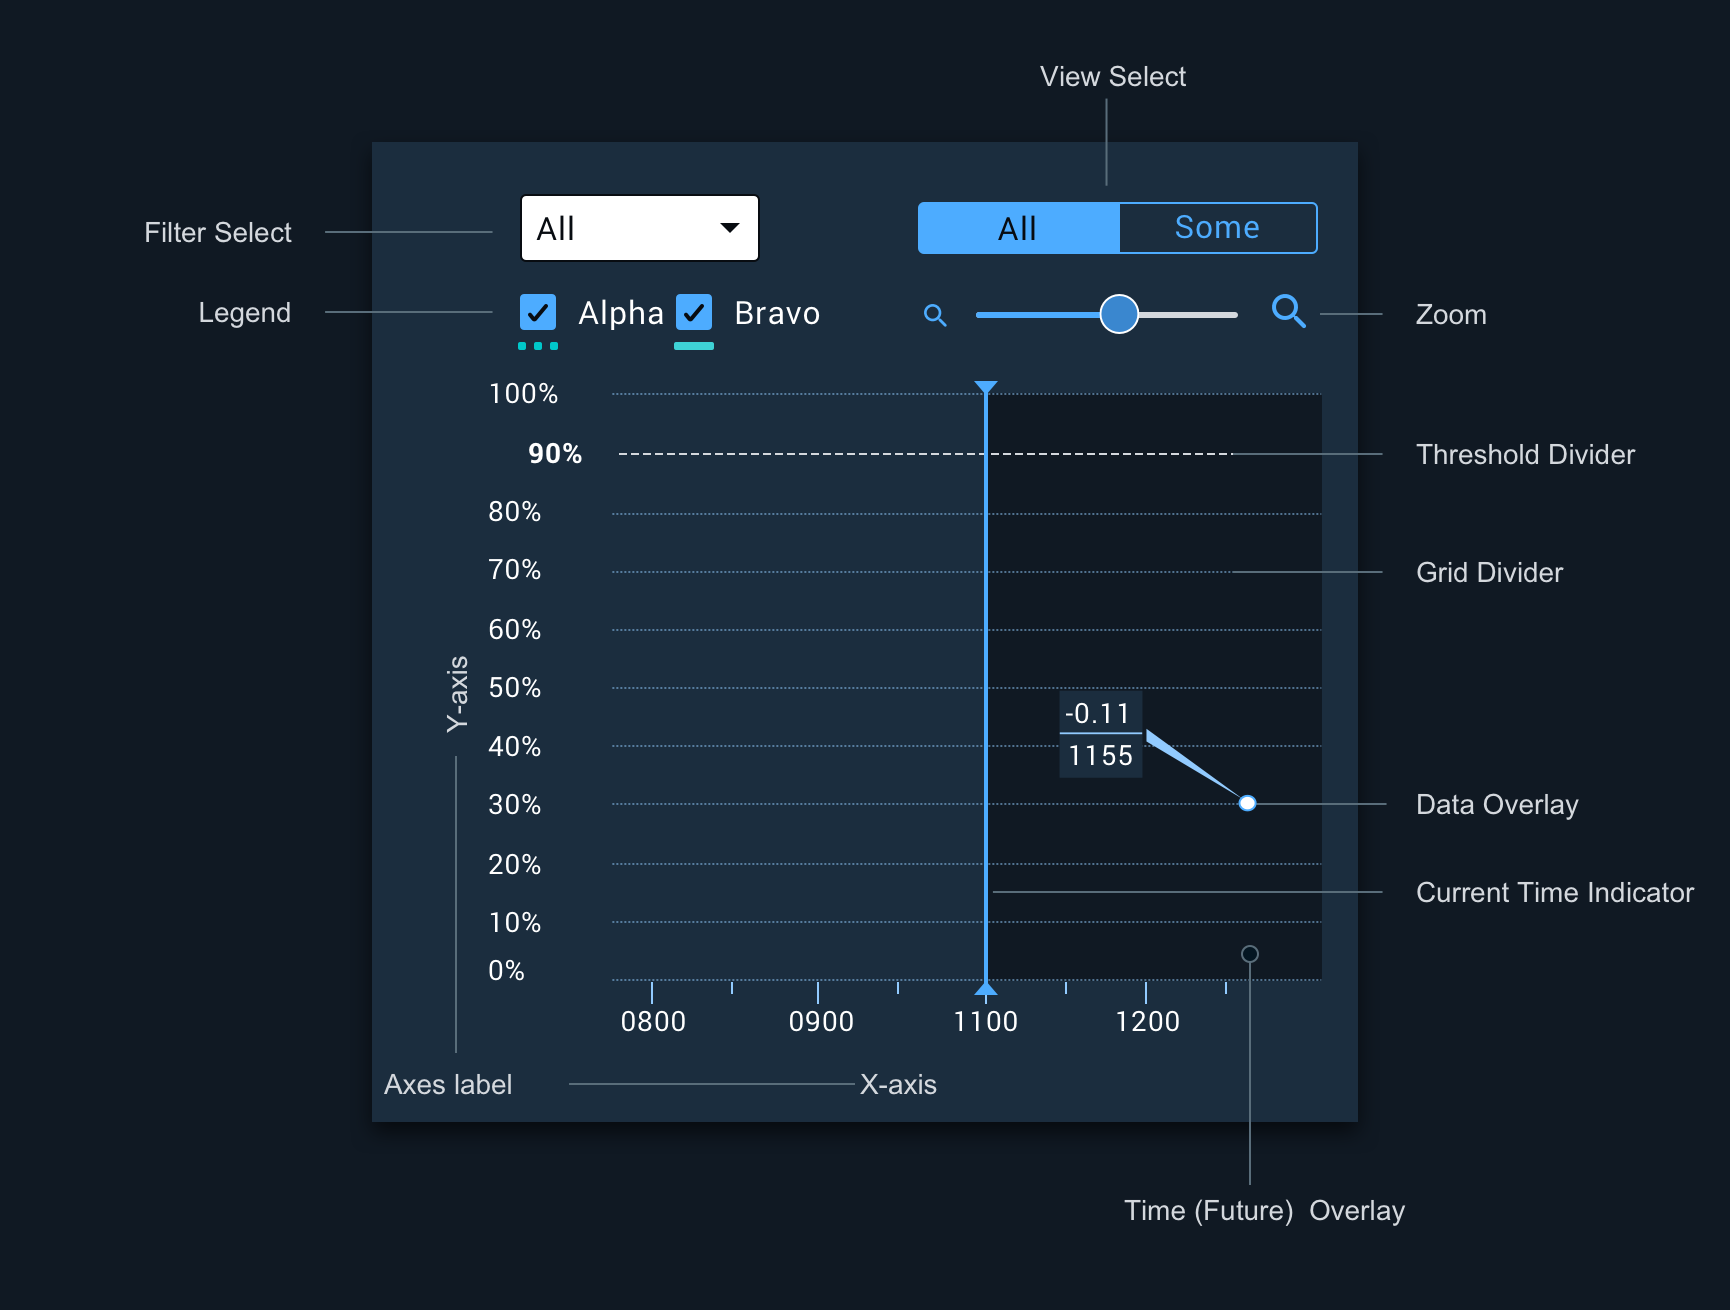 View Select
Filter Select
All
All
Some
Legend
Alpha
Bravo
Zoom
100%
90%
Threshold Divider
80%
70%
Grid Divider
60%
Y-axis
50%
-0.11
40%
1155
30%
Data Overlay
20%
Current Time Indicator
10%
0%
0800
0900
1100
1200
Axes label
X-axis
Time (Future) Overlay